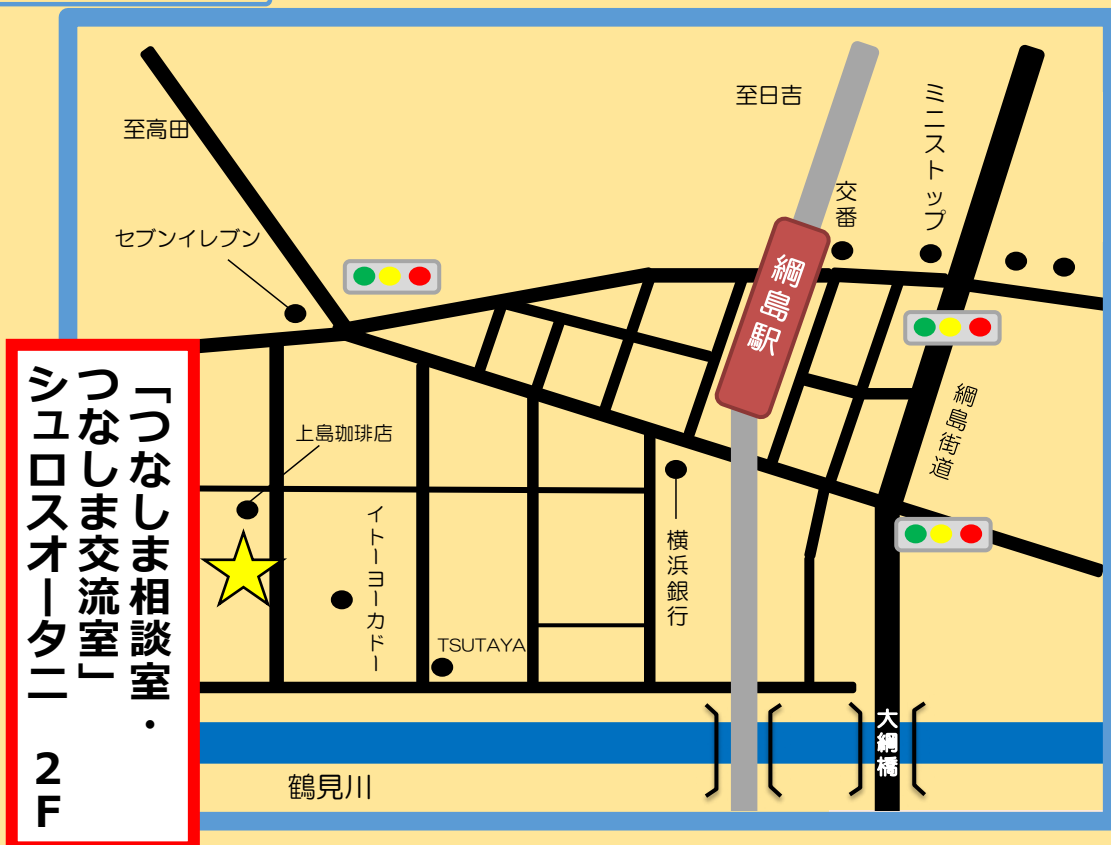 至高田
至日吉
ミニストップ
交番
セブンイレブン
綱島駅
綱島街道
「つなしま相談室・
つなしま交流室」
シュロスオータニ　２Ｆ
上島珈琲店
イトーヨーカドー
横浜銀行
TSUTAYA
大綱橋
鶴見川